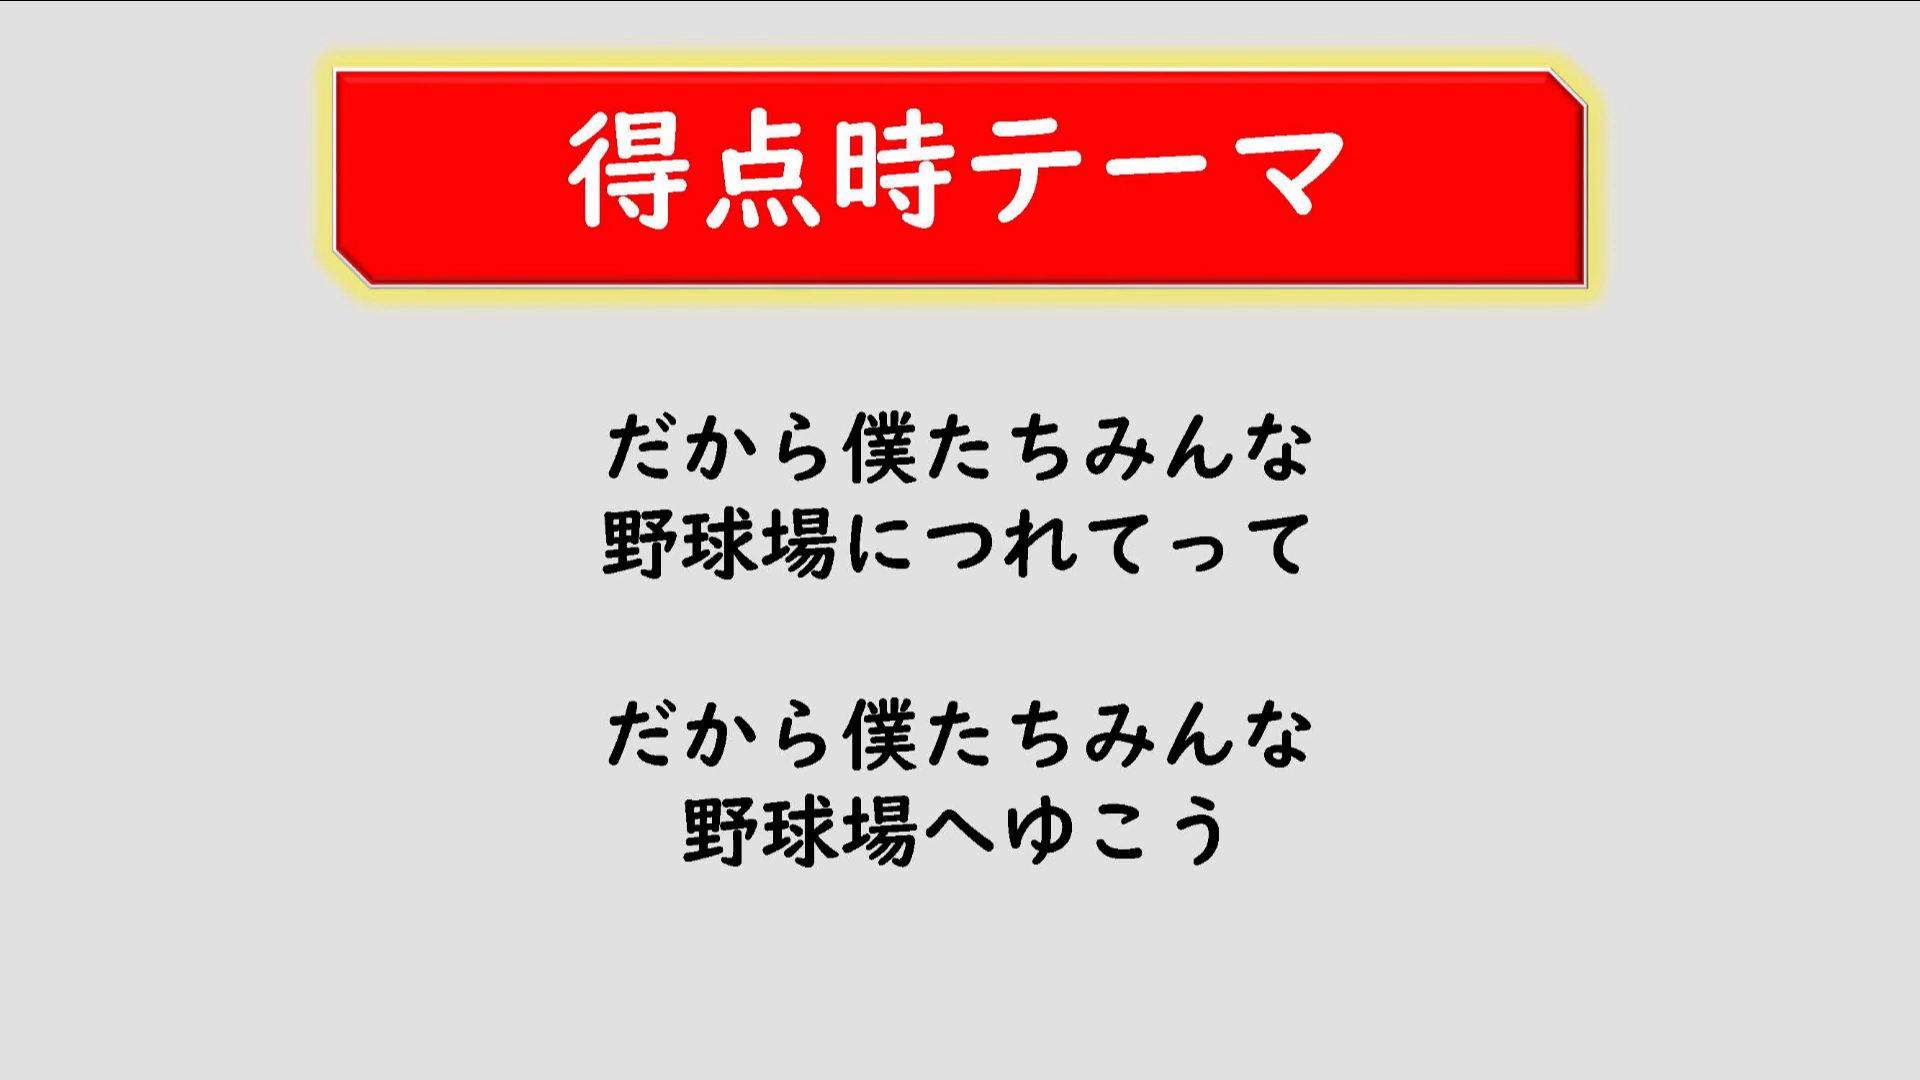 得点時テーマ
だから僕たちみんな
野球場につれてって
だから僕たちみんな
野球場へゆこう